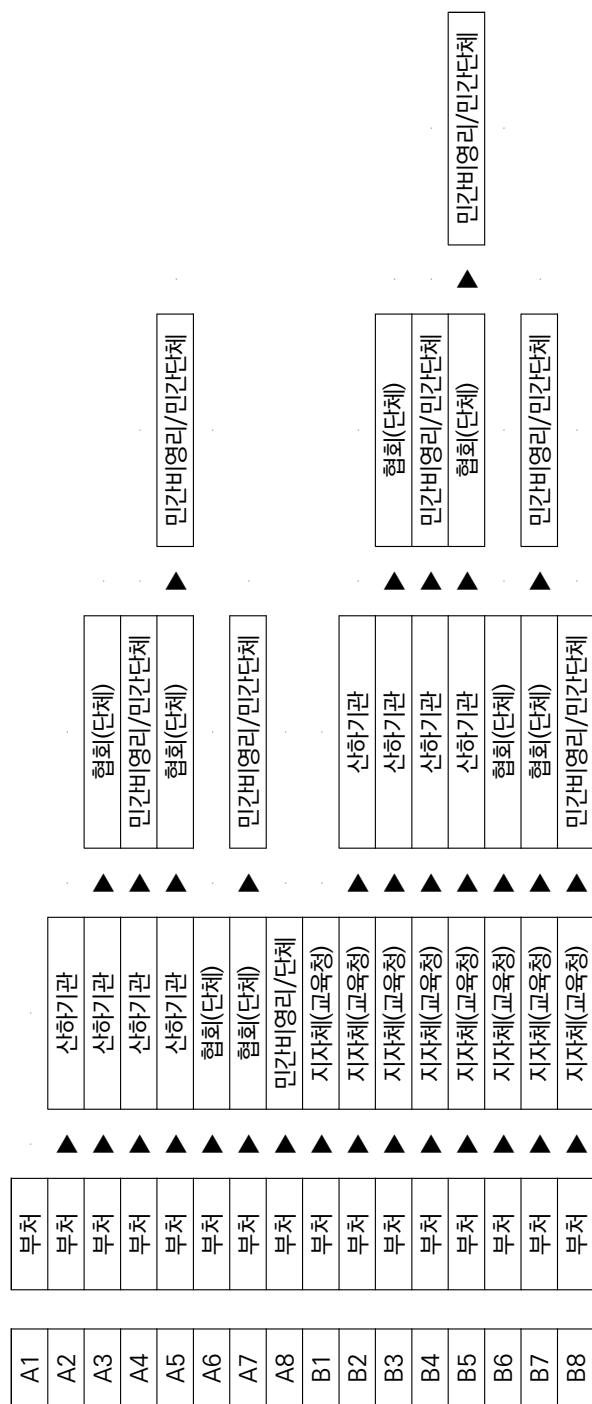 A1 부처
A2 부처 ▶ 산하기관
A3 부처 ▶ 산하기관 ▶ 협회(단체)
A4 부처 ▶ 산하기관 ▶ 민간비영리/민간단체
A5 부처 ▶ 산하기관 ▶ 협회(단체) ▶ 민간비영리/민간단체
A6 부처 ▶ 협회(단체)
A7 부처 ▶ 협회(단체) ▶ 민간비영리/민간단체
A8 부처 ▶ 민간비영리/단체
B1 부처 ▶ 지자체(교육청)
B2 부처 ▶ 지자체(교육청) ▶ 산하기관
B3 부처 ▶ 지자체(교육청) ▶ 산하기관 ▶ 협회(단체)
B4 부처 ▶ 지자체(교육청) ▶ 산하기관 ▶ 민간비영리/민간단체
B5 부처 ▶ 지자체(교육청) ▶ 산하기관 ▶ 협회(단체) ▶ 민간비영리/민간단체
B6 부처 ▶ 지자체(교육청) ▶ 협회(단체)
B7 부처 ▶ 지자체(교육청) ▶ 협회(단체) ▶ 민간비영리/민간단체
B8 부처 ▶ 지자체(교육청) ▶ 민간비영리/민간단체